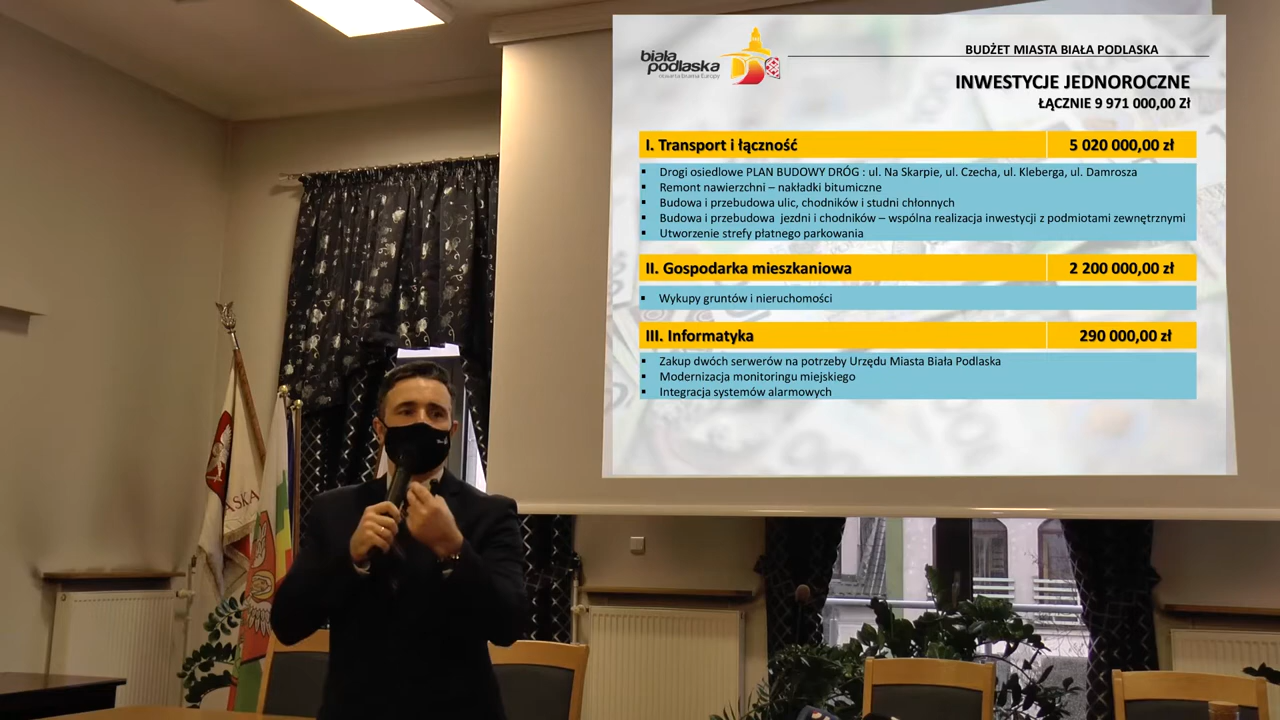 biała
podlaska
otwarta brama Europy
BUDŻET MIASTA BIAŁA PODLASKA
INWESTYCJE JEDNOROCZNE
ŁĄCZNIE 9 971 000,00 Zł
I. Transport i łączność 5 020 000,00 zł
▪ Drogi osiedlowe PLAN BUDOWY DRÓG : ul. Na Skarpie, ul. Czecha, ul. Kleberga, ul. Damrosza
▪ Remont nawierzchni – nakładki bitumiczne
▪ Budowa i przebudowa ulic, chodników i studni chłonnych
▪ Budowa i przebudowa jezdni i chodników – wspólna realizacja inwestycji z podmiotami zewnętrznymi
▪ Utworzenie strefy płatnego parkowania
II. Gospodarka mieszkaniowa 2 200 000,00 zł
▪ Wykupy gruntów i nieruchomości
III. Informatyka 290 000,00 zł
▪ Zakup dwóch serwerów na potrzeby Urzędu Miasta Biała Podlaska
▪ Modernizacja monitoringu miejskiego
▪ Integracja systemów alarmowych
ASKA